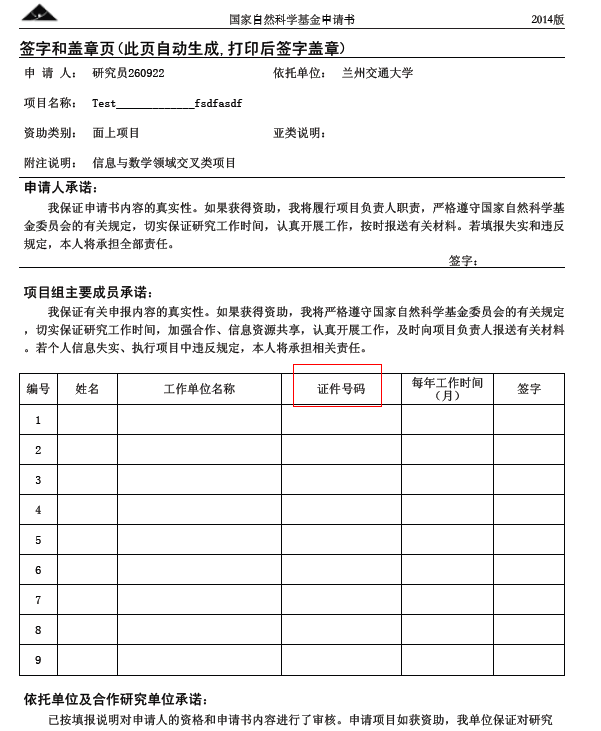 国家自然科学基金申请书 2014版
签字和盖章页(此页自动生成,打印后签字盖章)
申 请 人： 研究员260922 依托单位： 兰州交通大学
项目名称： Test_____________fsdfasdf
资助类别： 面上项目 亚类说明：
附注说明： 信息与数学领域交叉类项目
申请人承诺：
我保证申请书内容的真实性。如果获得资助，我将履行项目负责人职责，严格遵守国家自然科学基
金委员会的有关规定，切实保证研究工作时间，认真开展工作，按时报送有关材料。若填报失实和违反
规定，本人将承担全部责任。
签字：
项目组主要成员承诺：
我保证有关申报内容的真实性。如果获得资助，我将严格遵守国家自然科学基金委员会的有关规定
，切实保证研究工作时间，加强合作、信息资源共享，认真开展工作，及时向项目负责人报送有关材料
。若个人信息失实、执行项目中违反规定，本人将承担相关责任。
编号 姓名 工作单位名称 证件号码 每年工作时间 签字
（月）
1
2
3
4
5
6
7
8
9
依托单位及合作研究单位承诺：
已按填报说明对申请人的资格和申请书内容进行了审核。申请项目如获资助，我单位保证对研究